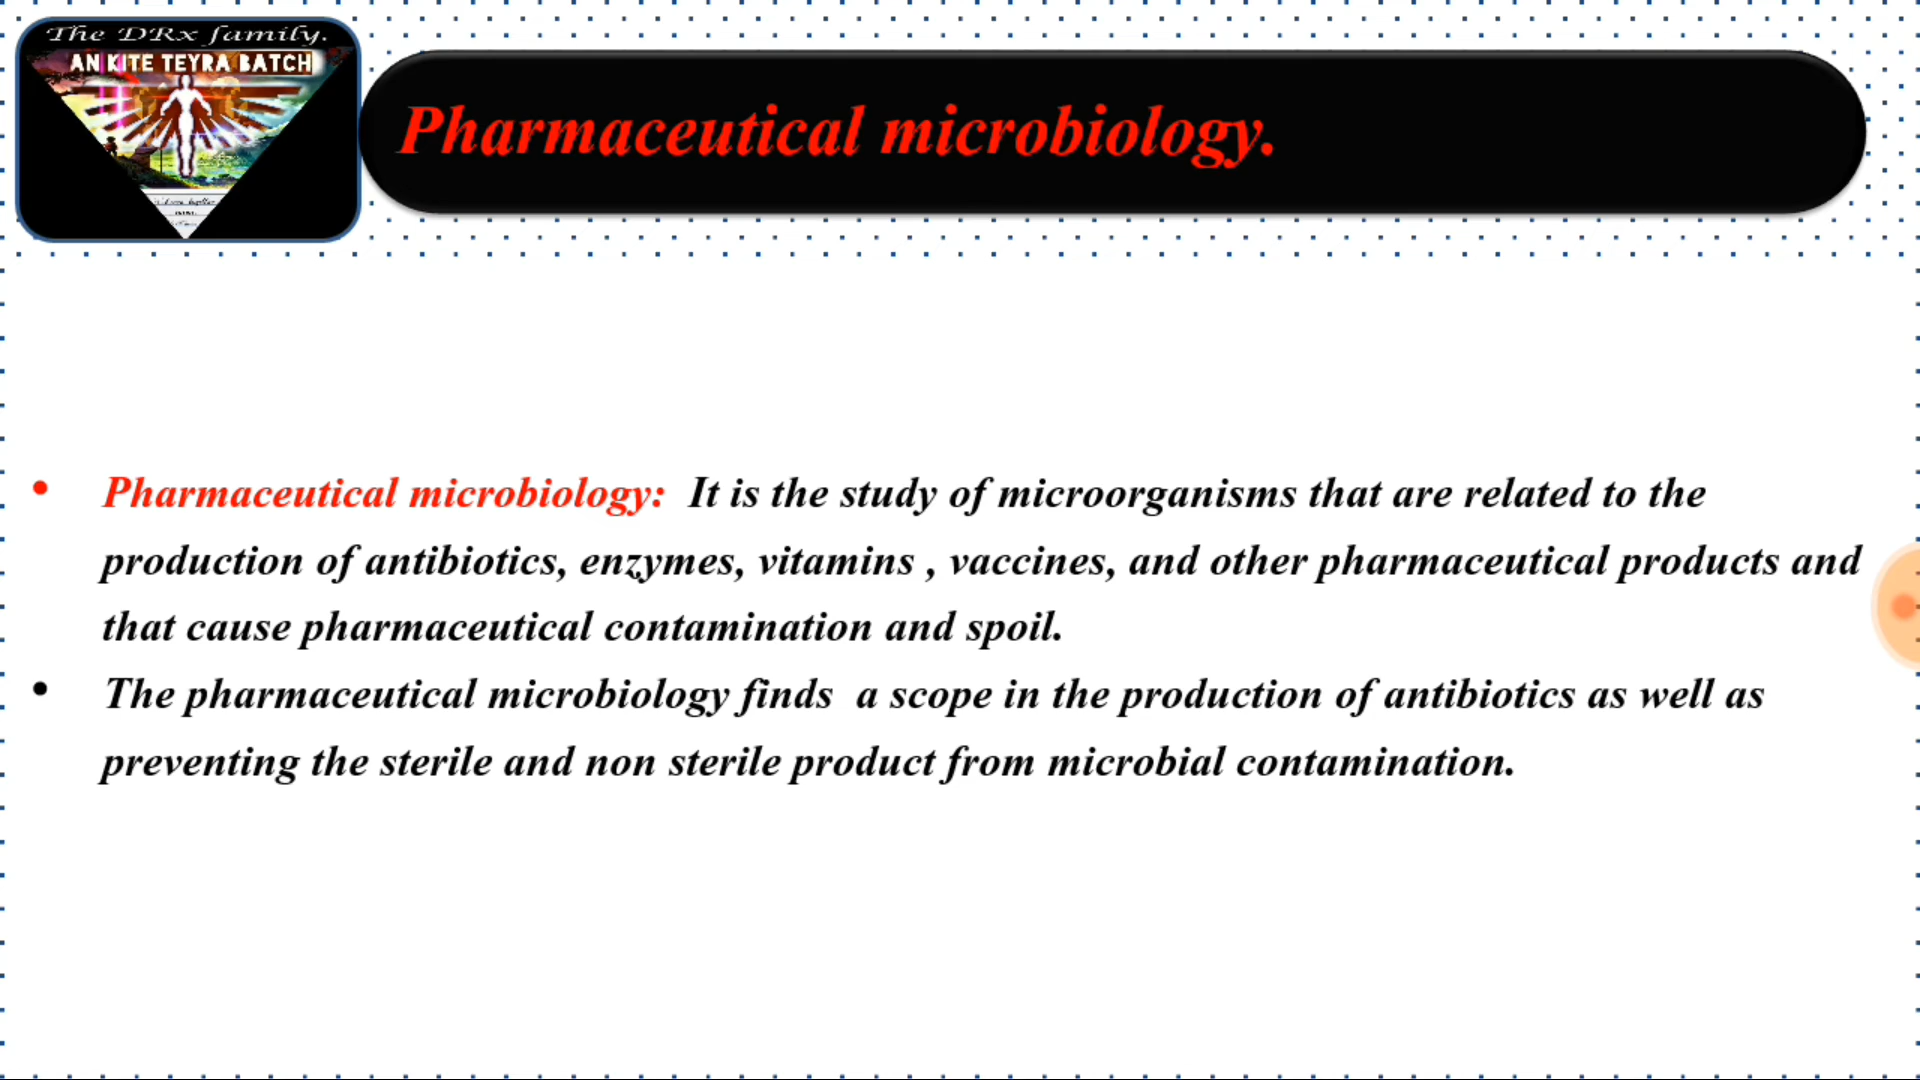 The DRx family.
AN KITE TEYRA BATCH
Pharmaceutical microbiology.
• Pharmaceutical microbiology: It is the study of microorganisms that are related to the
production of antibiotics, enzymes, vitamins , vaccines, and other pharmaceutical products and
that cause pharmaceutical contamination and spoil.
• The pharmaceutical microbiology finds a scope in the production of antibiotics as well as
preventing the sterile and non sterile product from microbial contamination.